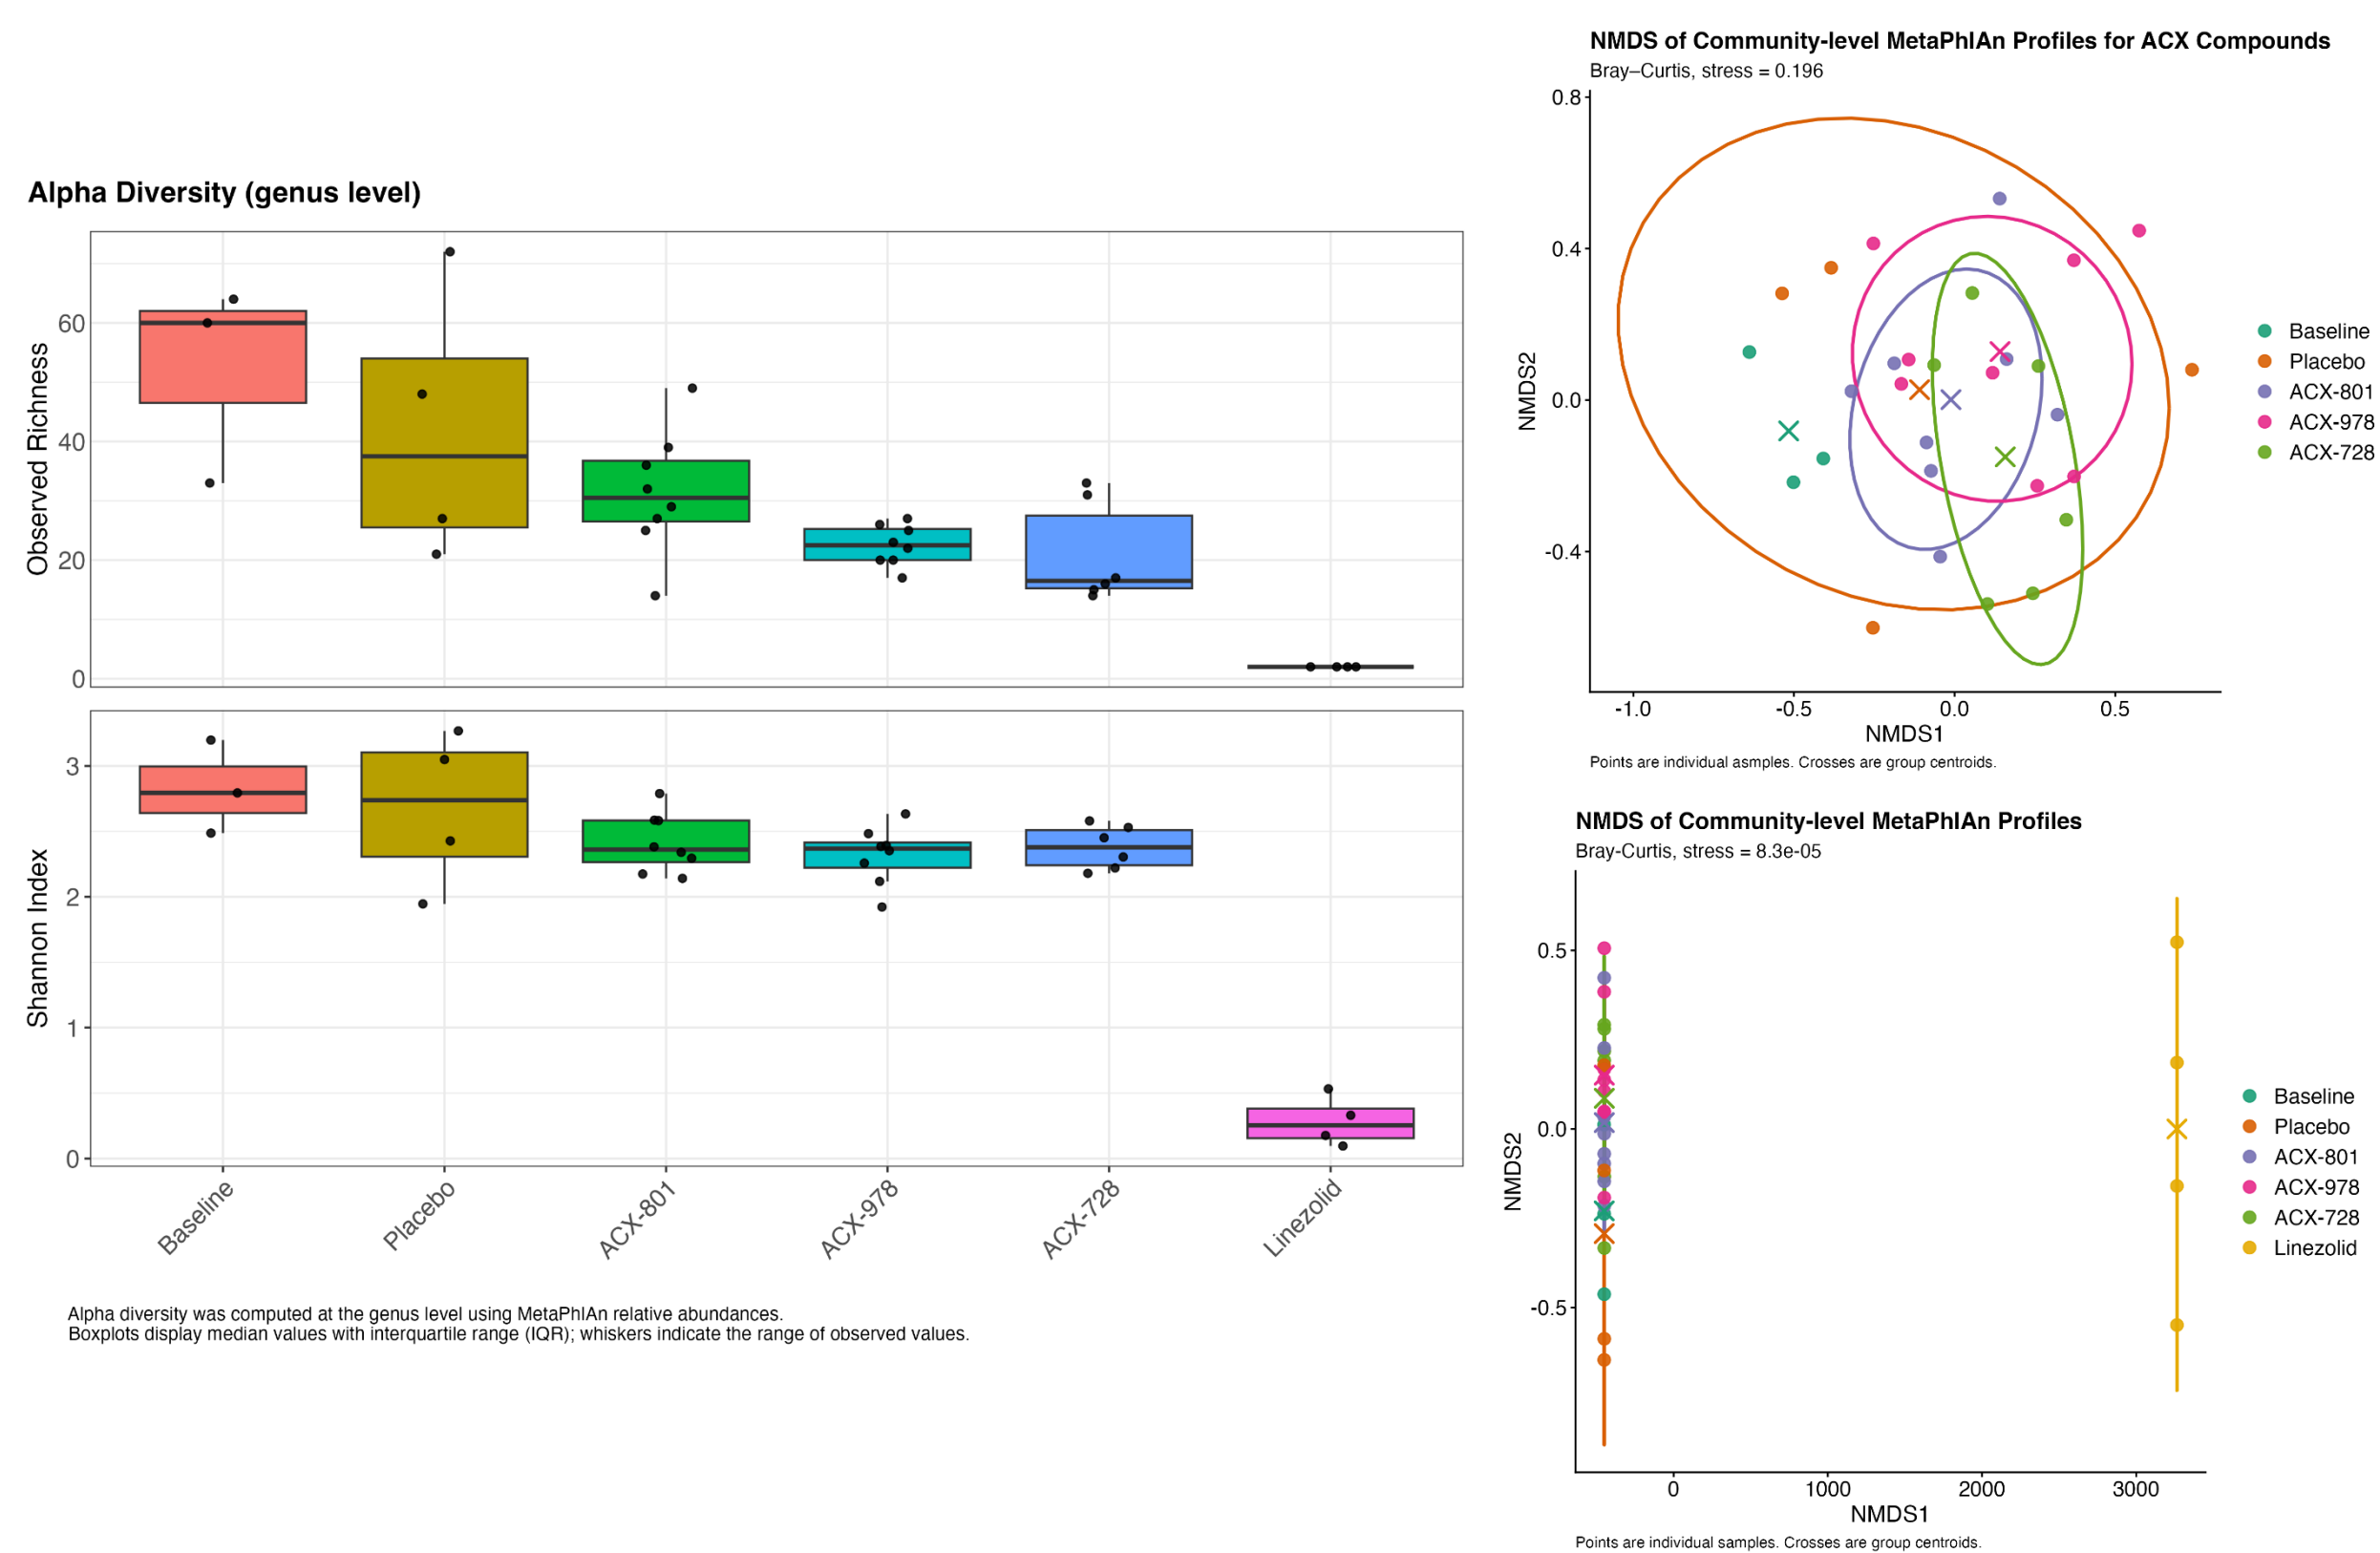 Alpha Diversity (genus level)
Observed Richness
60
40
20
0
Shannon Index
3
2
1
0
Baseline
Placebo
ACX-801
ACX-978
ACX-728
Linezolid
Alpha diversity was computed at the genus level using MetaPhlAn relative abundances.
Boxplots display median values with interquartile range (IQR); whiskers indicate the range of observed values.
NMDS of Community-level MetaPhlAn Profiles for ACX Compounds
Bray–Curtis, stress = 0.196
NMDS2
0.8
0.4
0.0
-0.4
-1.0
-0.5
0.0
0.5
NMDS1
Baseline
Placebo
ACX-801
ACX-978
ACX-728
Points are individual asmples. Crosses are group centroids.
NMDS of Community-level MetaPhlAn Profiles
Bray-Curtis, stress = 8.3e-05
NMDS2
0.5
0.0
-0.5
0
1000
2000
3000
NMDS1
Baseline
Placebo
ACX-801
ACX-978
ACX-728
Linezolid
Points are individual samples. Crosses are group centroids.